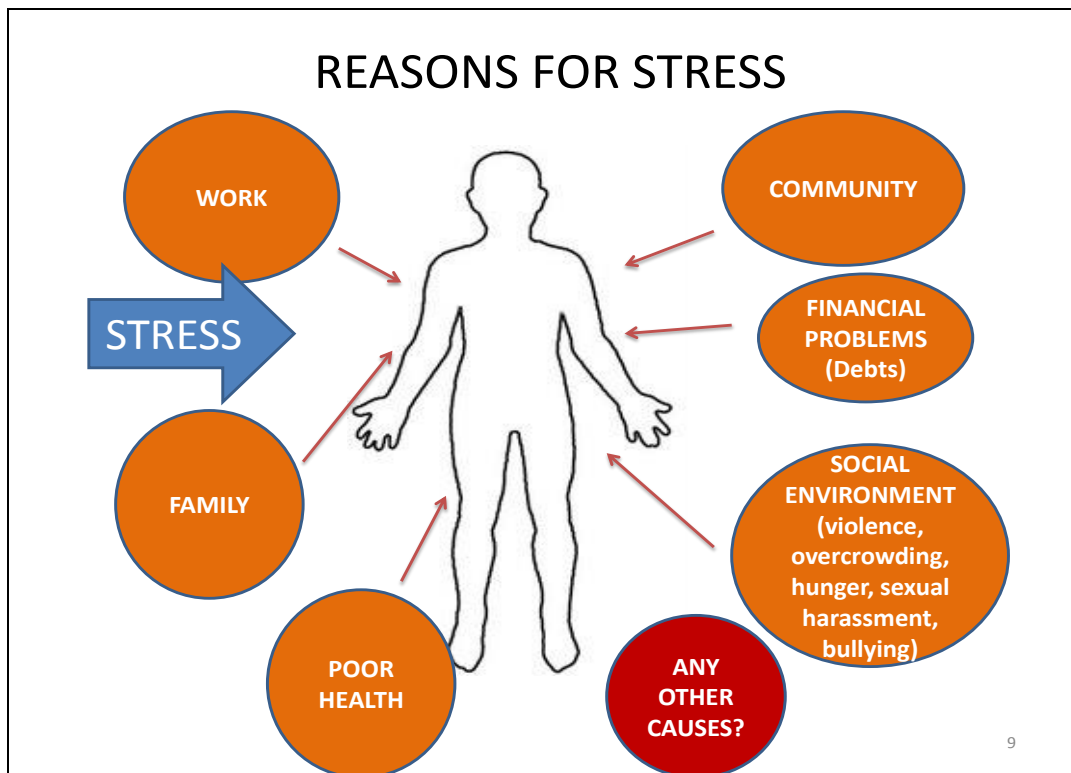 REASONS FOR STRESS
WORK
COMMUNITY
STRESS
FINANCIAL
PROBLEMS
(Debts)
FAMILY
SOCIAL
ENVIRONMENT
(violence,
overcrowding,
hunger, sexual
harassment,
bullying)
POOR
HEALTH
ANY
OTHER
CAUSES?
9